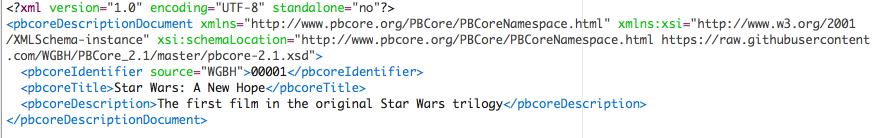 <?xml version="1.0" encoding="UTF-8" standalone="no"?>
<pbcoreDescriptionDocument xmlns="http://www.pbcore.org/PBCore/PBCoreNamespace.html" xmlns:xsi="http://www.w3.org/2001
/XMLSchema-instance" xsi:schemaLocation="http://www.pbcore.org/PBCore/PBCoreNamespace.html https://raw.githubusercontent
.com/WGBH/PBCore_2.1/master/pbcore-2.1.xsd">
  <pbcoreIdentifier source="WGBH">00001</pbcoreIdentifier>
  <pbcoreTitle>Star Wars: A New Hope</pbcoreTitle>
  <pbcoreDescription>The first film in the original Star Wars trilogy</pbcoreDescription>
</pbcoreDescriptionDocument>